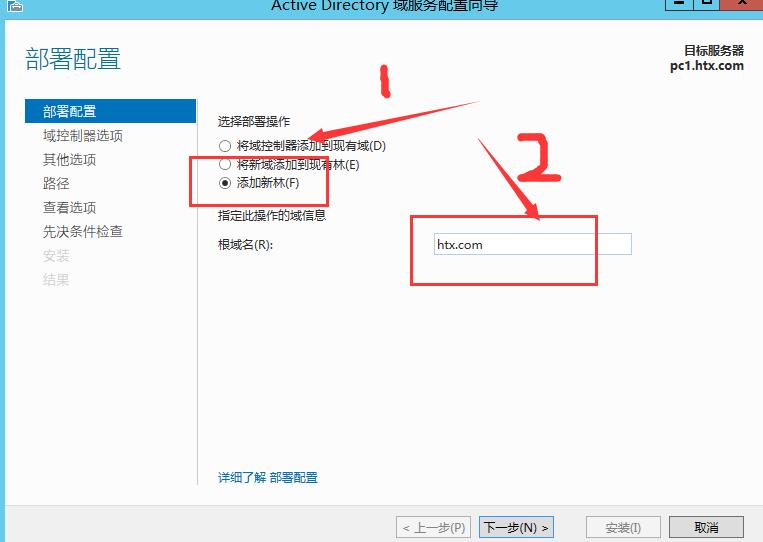 Active Directory 域服务配置向导
部署配置
目标服务器
pc1.htx.com
部署配置
域控制器选项
其他选项
路径
查看选项
先决条件检查
安装
结果
1
选择部署操作
将域控制器添加到现有域(D)
将新域添加到现有林(E)
添加新林(F)
2
指定此操作的域信息
根域名(R):
htx.com
详细了解 部署配置
< 上一步(P)
下一步(N) >
安装(I)
取消